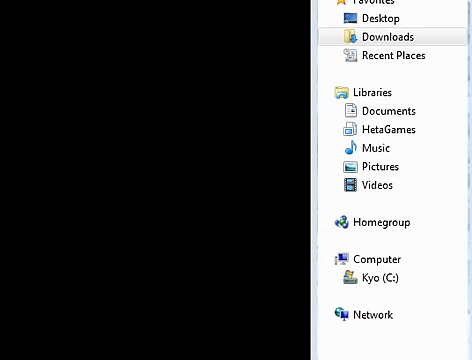 Favorites
Desktop
Downloads
Recent Places
Libraries
Documents
HetaGames
Music
Pictures
Videos
Homegroup
Computer
Kyo (C:)
Network